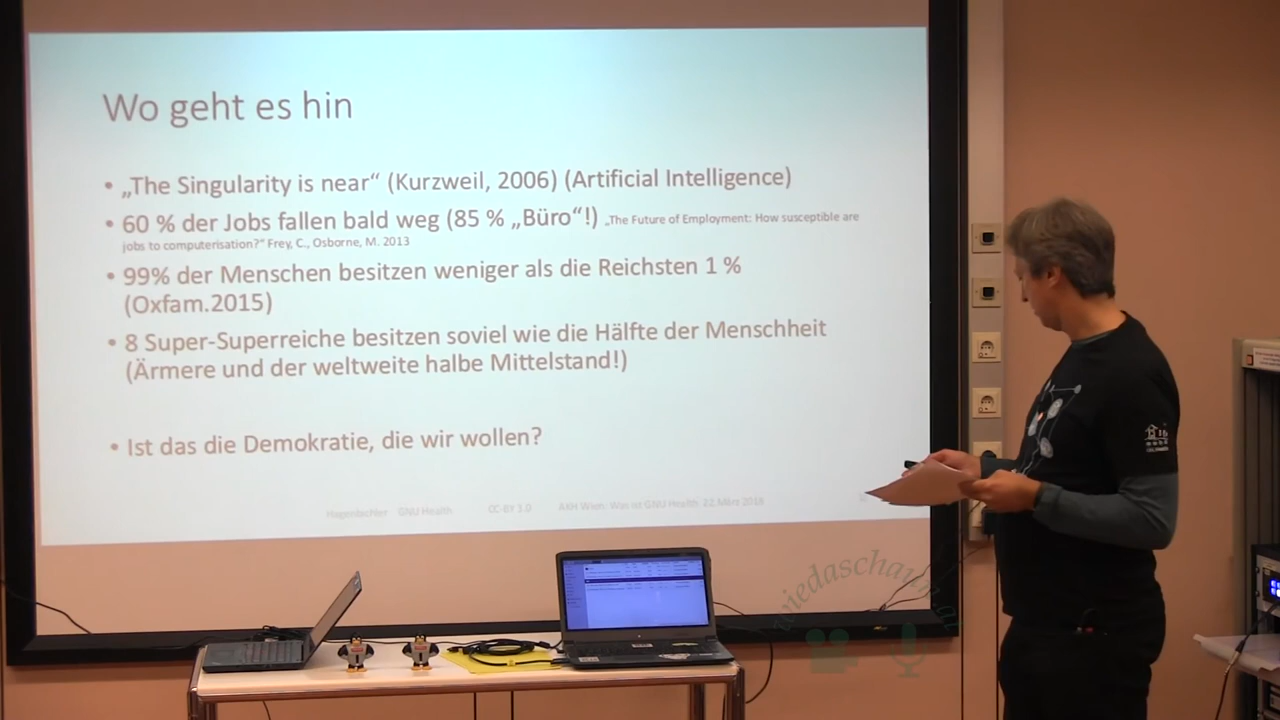 Wo geht es hin
• „The Singularity is near“ (Kurzweil, 2006) (Artificial Intelligence)
• 60 % der Jobs fallen bald weg (85 % „Büro“!) „The Future of Employment: How susceptible are
jobs to computerisation?“ Frey, C., Osborne, M. 2013
• 99% der Menschen besitzen weniger als die Reichsten 1 %
(Oxfam.2015)
• 8 Super-Superreiche besitzen soviel wie die Hälfte der Menschheit
(Ärmere und der weltweite halbe Mittelstand!)
• Ist das die Demokratie, die wir wollen?
Hagenbichler GNU Health CC-BY 3.0 AKH Wien: Was ist GNU Health 22.März 2018
wiedaschaun.at